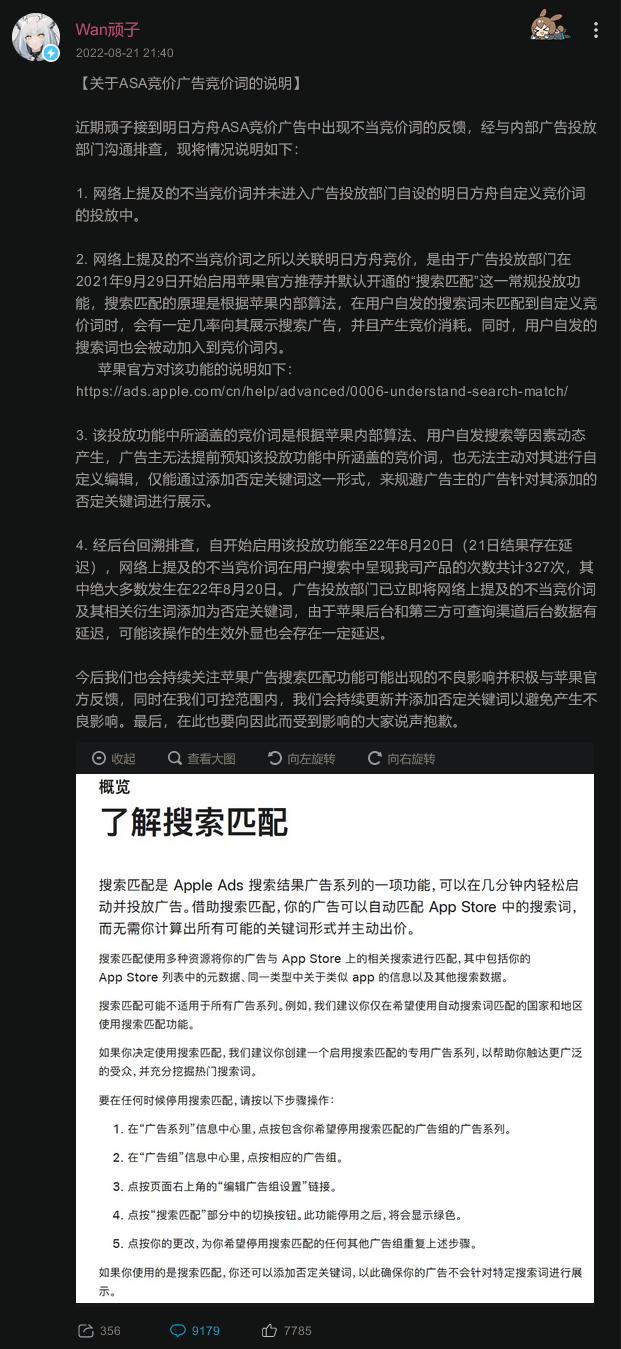 Wan顽子
2022-08-21 21:40
【关于ASA竞价广告竞价词的说明】
近期顽子接到明日方舟ASA竞价广告中出现不当竞价词的反馈，经与内部广告投放
部门沟通排查，现将情况说明如下：
1. 网络上提及的不当竞价词并未进入广告投放部门自设的明日方舟自定义竞价词
的投放中。
2. 网络上提及的不当竞价词之所以关联明日方舟竞价，是由于广告投放部门在
2021年9月29日开始启用苹果官方推荐并默认开通的“搜索匹配”这一常规投放功
能，搜索匹配的原理是根据苹果内部算法，在用户自发的搜索词未匹配到自定义竞
价词时，会有一定几率向其展示搜索广告，并且产生竞价消耗。同时，用户自发的
搜索词也会被动加入到竞价词内。
苹果官方对该功能的说明如下：
https://ads.apple.com/cn/help/advanced/0006-understand-search-match/
3. 该投放功能中所涵盖的竞价词是根据苹果内部算法、用户自发搜索等因素动态
产生，广告主无法提前预知该投放功能中所涵盖的竞价词，也无法主动对其进行自
定义编辑，仅能通过添加否定关键词这一形式，来规避广告主的广告针对其添加的
否定关键词进行展示。
4. 经后台回溯排查，自开始启用该投放功能至22年8月20日（21日结果存在延
迟），网络上提及的不当竞价词在用户搜索中呈现我司产品的次数共计327次，其
中绝大多数发生在22年8月20日。广告投放部门已立即将网络上提及的不当竞价词
及其相关衍生词添加为否定关键词，由于苹果后台和第三方可查询渠道后台数据有
延迟，可能该操作的生效外显也会存在一定延迟。
今后我们也会持续关注苹果广告搜索匹配功能可能出现的不良影响并积极与苹果官
方反馈，同时在我们可控范围内，我们会持续更新并添加否定关键词以避免产生不
良影响。最后，在此也要向因此而受到影响的大家说声抱歉。
收起 查看大图 向左旋转 向右旋转
概览
了解搜索匹配
搜索匹配是 Apple Ads 搜索结果广告系列的一项功能，可以在几分钟内轻松启
动并投放广告。借助搜索匹配，你的广告可以自动匹配 App Store 中的搜索词，
而无需你计算出所有可能的关键词形式并主动出价。
搜索匹配使用多种资源将你的广告与 App Store 上的相关搜索进行匹配，其中包括你的
App Store 列表中的元数据、同一类型中关于类似 app 的信息以及其他搜索数据。
搜索匹配可能不适用于所有广告系列。例如，我们建议你仅在希望使用自动搜索词匹配的国家和地区
使用搜索匹配功能。
如果你决定使用搜索匹配，我们建议你创建一个启用搜索匹配的专用广告系列，以帮助你触达更广泛
的受众，并充分挖掘热门搜索词。
要在任何时候停用搜索匹配，请按以下步骤操作：
1. 在“广告系列”信息中心里，点按包含你希望停用搜索匹配的广告组的广告系列。
2. 在“广告组”信息中心里，点按相应的广告组。
3. 点按页面右上角的“编辑广告组设置”链接。
4. 点按“搜索匹配”部分中的切换按钮。此功能停用之后，将会显示绿色。
5. 点按你的更改，为你希望停用搜索匹配的任何其他广告组重复上述步骤。
如果你使用的是搜索匹配，你还可以添加否定关键词，以此确保你的广告不会针对特定搜索词进行展
示。
356 9179 7785